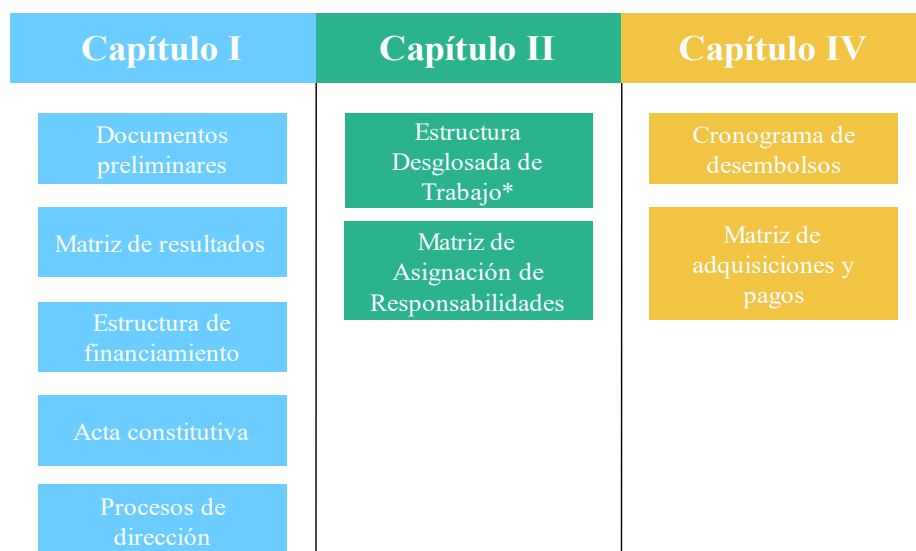 Capítulo I
Documentos
preliminares
Matriz de resultados
Estructura de
financiamiento
Acta constitutiva
Procesos de
dirección
Capítulo II
Estructura
Desglosada de
Trabajo*
Matriz de
Asignación de
Responsabilidades
Capítulo IV
Cronograma de
desembolsos
Matriz de
adquisiciones y
pagos